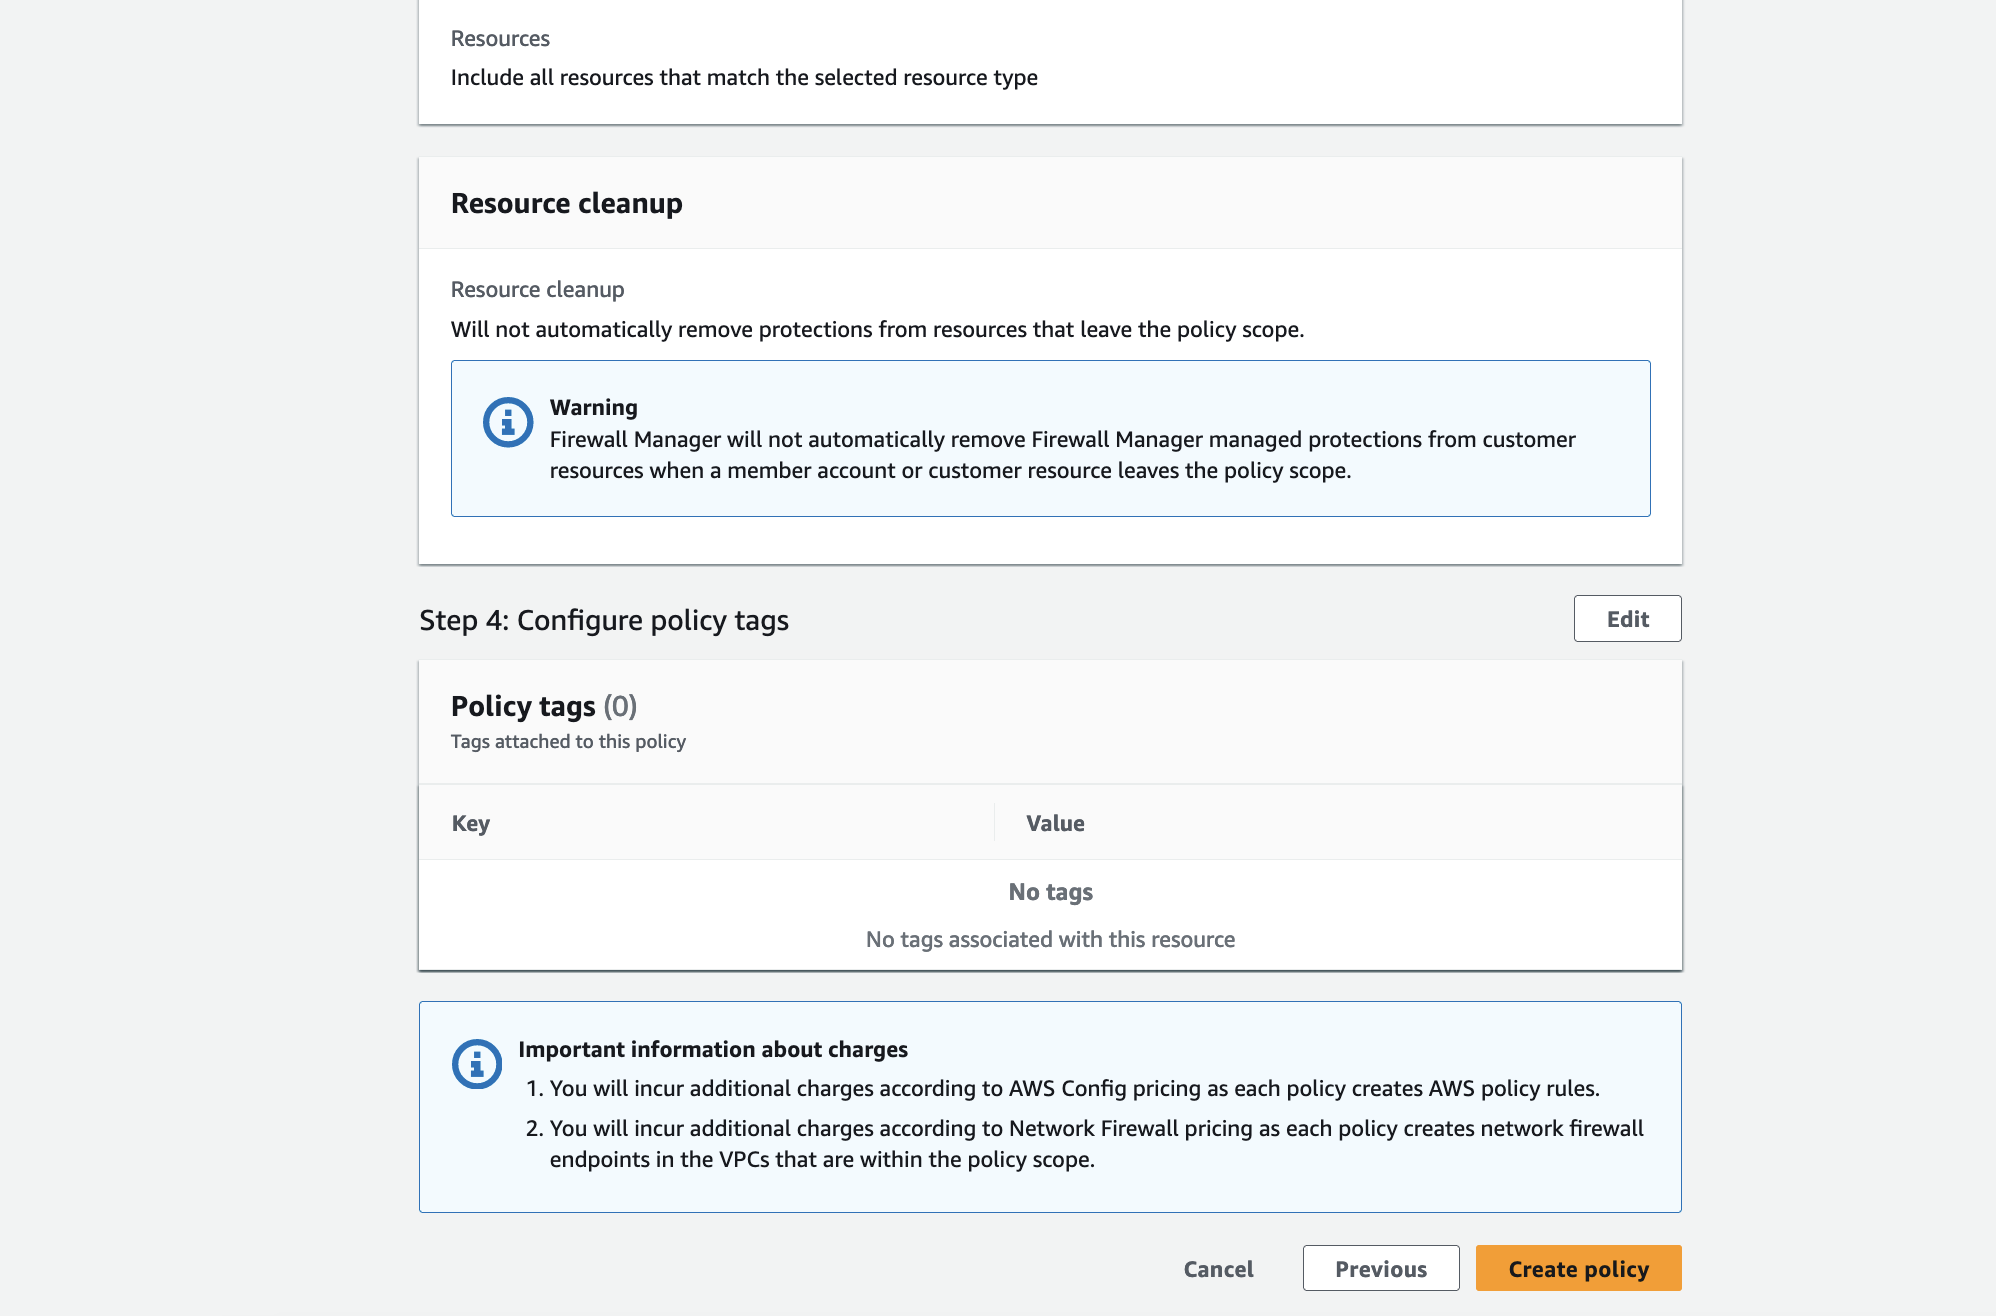 Resources
Include all resources that match the selected resource type
Resource cleanup
Resource cleanup
Will not automatically remove protections from resources that leave the policy scope.
Warning
Firewall Manager will not automatically remove Firewall Manager managed protections from customer
resources when a member account or customer resource leaves the policy scope.
Step 4: Configure policy tags
Edit
Policy tags (0)
Tags attached to this policy
Key
Value
No tags
No tags associated with this resource
Important information about charges
1. You will incur additional charges according to AWS Config pricing as each policy creates AWS policy rules.
2. You will incur additional charges according to Network Firewall pricing as each policy creates network firewall
endpoints in the VPCs that are within the policy scope.
Cancel
Previous
Create policy